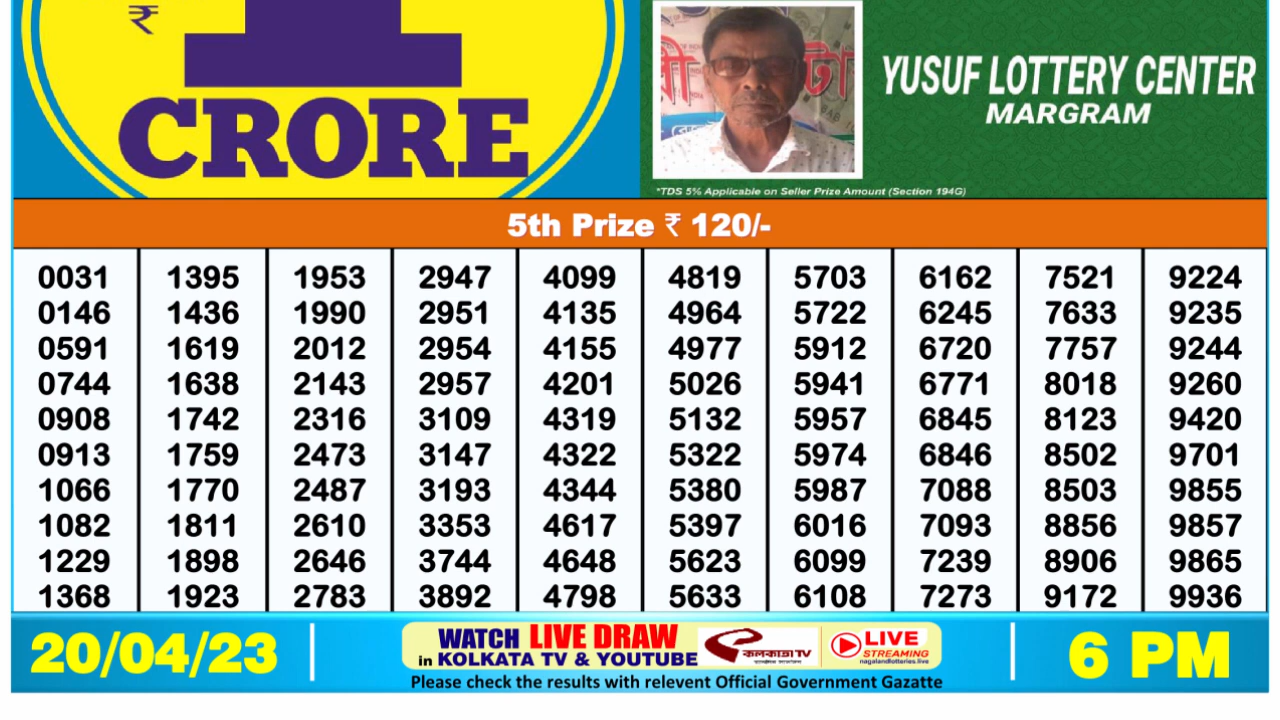 ₹
1
CRORE
YUSUF LOTTERY CENTER
MARGRAM
*TDS 5% Applicable on Seller Prize Amount (Section 194G)
5th Prize ₹ 120/-
0031 1395 1953 2947 4099 4819 5703 6162 7521 9224
0146 1436 1990 2951 4135 4964 5722 6245 7633 9235
0591 1619 2012 2954 4155 4977 5912 6720 7757 9244
0744 1638 2143 2957 4201 5026 5941 6771 8018 9260
0908 1742 2316 3109 4319 5132 5957 6845 8123 9420
0913 1759 2473 3147 4322 5322 5974 6846 8502 9701
1066 1770 2487 3193 4344 5380 5987 7088 8503 9855
1082 1811 2610 3353 4617 5397 6016 7093 8856 9857
1229 1898 2646 3744 4648 5623 6099 7239 8906 9865
1368 1923 2783 3892 4798 5633 6108 7273 9172 9936
20/04/23
WATCH LIVE DRAW
in KOLKATA TV & YOUTUBE
কলকাতা TV
LIVE
STREAMING
nagalandlotteries.live
Please check the results with relevent Official Government Gazatte
6 PM